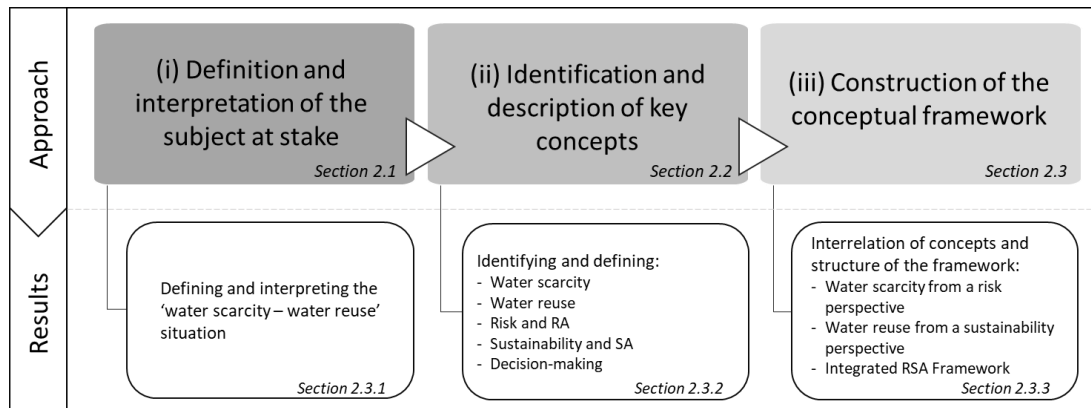 Approach
(i) Definition and
interpretation of the
subject at stake
Section 2.1
(ii) Identification and
description of key
concepts
Section 2.2
(iii) Construction of the
conceptual framework
Section 2.3
Results
Defining and interpreting the
‘water scarcity – water reuse’
situation
Section 2.3.1
Identifying and defining:
- Water scarcity
- Water reuse
- Risk and RA
- Sustainability and SA
- Decision-making
Section 2.3.2
Interrelation of concepts and
structure of the framework:
- Water scarcity from a risk
perspective
- Water reuse from a sustainability
perspective
- Integrated RSA Framework
Section 2.3.3